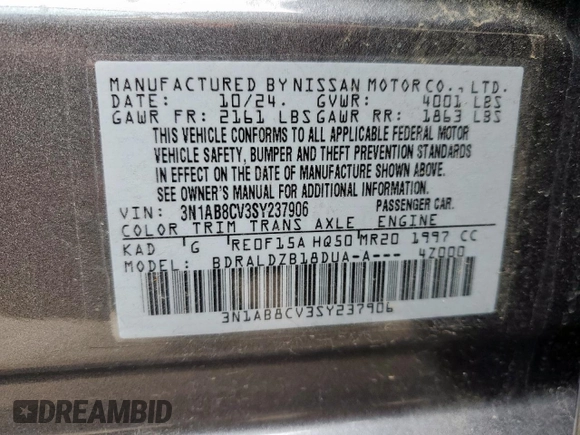 MANUFACTURED BY NISSAN MOTOR CO., LTD.
DATE: 10/24. GVWR: 4001 LBS
GAWR FR: 2161 LBS GAWR RR: 1863 LBS
THIS VEHICLE CONFORMS TO ALL APPLICABLE FEDERAL MOTOR
VEHICLE SAFETY, BUMPER AND THEFT PREVENTION STANDARDS
IN EFFECT ON THE DATE OF MANUFACTURE SHOWN ABOVE.
SEE OWNER'S MANUAL FOR ADDITIONAL INFORMATION.
VIN: 3N1AB8CV3SY237906 PASSENGER CAR.
COLOR TRIM TRANS AXLE ENGINE
KAD G RE0F15A HQ50 MR20 1997 CC
MODEL: BDRALDZB18DUA-A--- 4Z000
3N1AB8CV3SY237906
DREAMBID